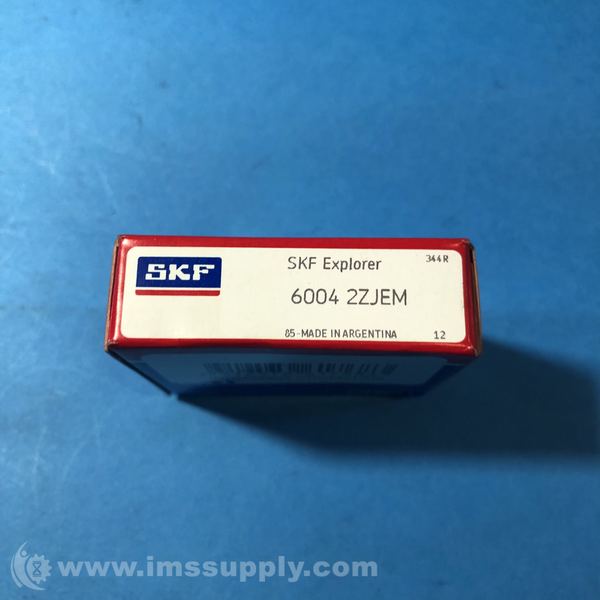 SKF
SKF Explorer
344R
6004 2ZJEM
85-MADE IN ARGENTINA
12
www.imssupply.com